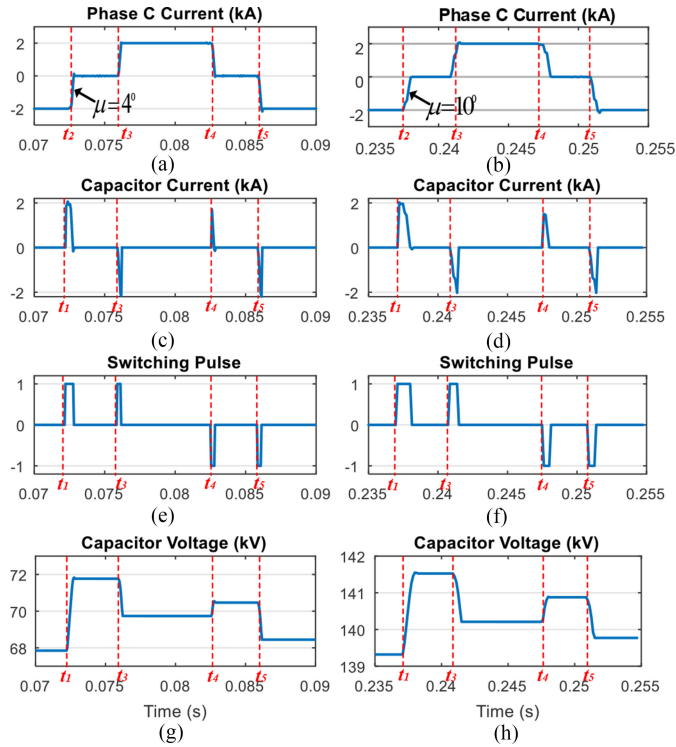 Phase C Current (kA)
2
0
-2
μ=4⁰
t2
t3
t4
t5
0.07
0.075
0.08
0.085
0.09
(a)
Phase C Current (kA)
2
0
-2
μ=10⁰
t2
t3
t4
t5
0.235
0.24
0.245
0.25
0.255
(b)
Capacitor Current (kA)
2
0
-2
t1
t3
t4
t5
0.07
0.075
0.08
0.085
0.09
(c)
Capacitor Current (kA)
2
0
-2
t1
t3
t4
t5
0.235
0.24
0.245
0.25
0.255
(d)
Switching Pulse
1
0
-1
t1
t3
t4
t5
0.07
0.075
0.08
0.085
0.09
(e)
Switching Pulse
1
0
-1
t1
t3
t4
t5
0.235
0.24
0.245
0.25
0.255
(f)
Capacitor Voltage (kV)
72
70
68
t1
t3
t4
t5
0.07
0.075
0.08
0.085
0.09
Time (s)
(g)
Capacitor Voltage (kV)
142
141
140
139
t1
t3
t4
t5
0.235
0.24
0.245
0.25
0.255
Time (s)
(h)